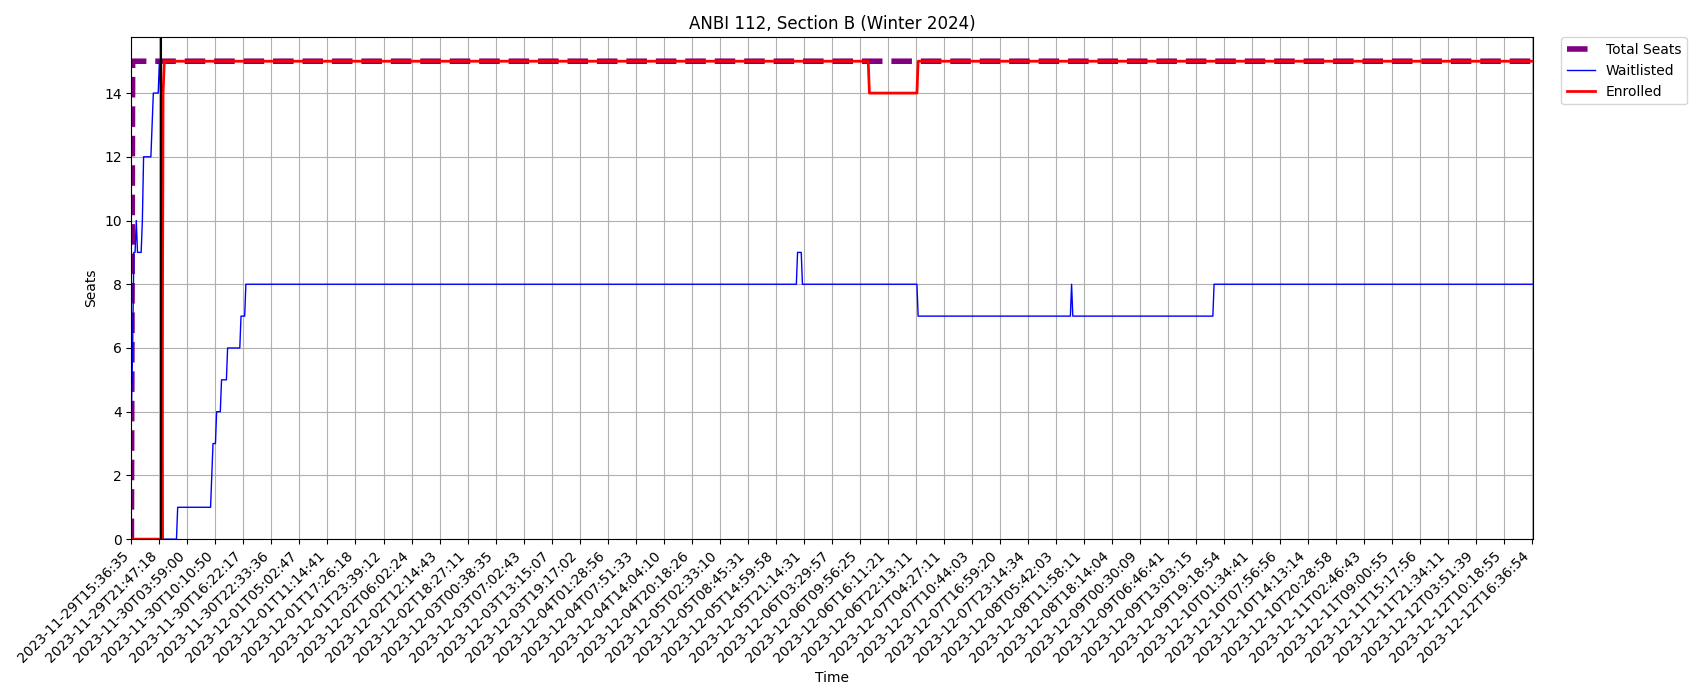 ANBI 112, Section B (Winter 2024)
Total Seats
Waitlisted
Enrolled
Seats
14
12
10
8
6
4
2
0
2023-11-29T15:36:35
2023-11-29T21:47:18
2023-11-30T03:59:00
2023-11-30T10:10:50
2023-11-30T16:22:17
2023-11-30T22:33:36
2023-12-01T05:02:47
2023-12-01T11:14:41
2023-12-01T17:26:18
2023-12-01T23:39:12
2023-12-02T06:02:24
2023-12-02T12:14:43
2023-12-02T18:27:11
2023-12-03T00:38:35
2023-12-03T07:02:43
2023-12-03T13:15:07
2023-12-03T19:17:02
2023-12-04T01:28:56
2023-12-04T07:51:33
2023-12-04T14:04:10
2023-12-04T20:18:26
2023-12-05T02:33:10
2023-12-05T08:45:31
2023-12-05T14:59:58
2023-12-05T21:14:31
2023-12-06T03:29:57
2023-12-06T09:56:25
2023-12-06T16:11:21
2023-12-06T22:13:11
2023-12-07T04:27:11
2023-12-07T10:44:03
2023-12-07T16:59:20
2023-12-07T23:14:34
2023-12-08T05:42:03
2023-12-08T11:58:11
2023-12-08T18:14:04
2023-12-09T00:30:09
2023-12-09T06:46:41
2023-12-09T13:03:15
2023-12-09T19:18:54
2023-12-10T01:34:41
2023-12-10T07:56:56
2023-12-10T14:13:14
2023-12-10T20:28:58
2023-12-11T02:46:43
2023-12-11T09:00:55
2023-12-11T15:17:56
2023-12-11T21:34:11
2023-12-12T03:51:39
2023-12-12T10:18:55
2023-12-12T16:36:54
Time